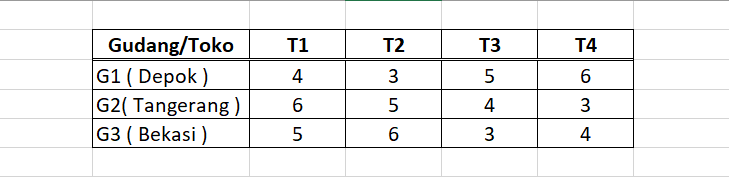 Gudang/Toko T1 T2 T3 T4
G1 ( Depok ) 4 3 5 6
G2( Tangerang ) 6 5 4 3
G3 ( Bekasi ) 5 6 3 4